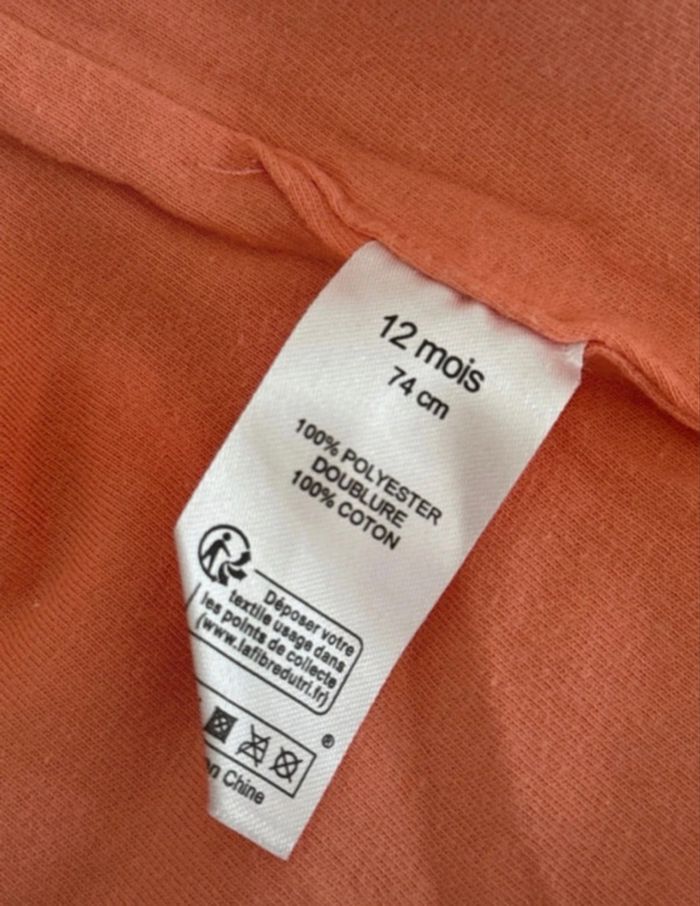 12 mois
74 cm
100% POLYESTER
DOUBLURE
100% COTON
Déposer votre
textile usage dans
les points de collecte
(www.lafibredutri.fr)
®
Chine